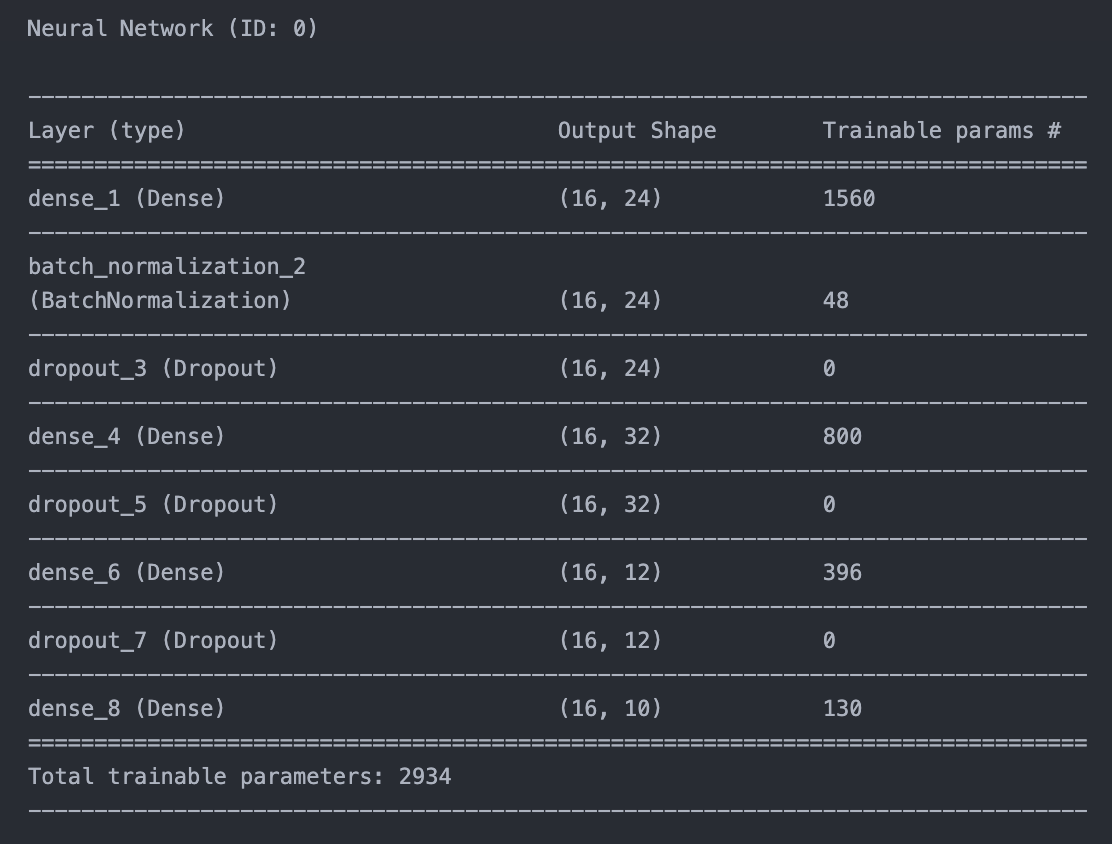 Neural Network (ID: 0)
Layer (type) Output Shape Trainable params #
dense_1 (Dense) (16, 24) 1560
batch_normalization_2
(BatchNormalization) (16, 24) 48
dropout_3 (Dropout) (16, 24) 0
dense_4 (Dense) (16, 32) 800
dropout_5 (Dropout) (16, 32) 0
dense_6 (Dense) (16, 12) 396
dropout_7 (Dropout) (16, 12) 0
dense_8 (Dense) (16, 10) 130
Total trainable parameters: 2934